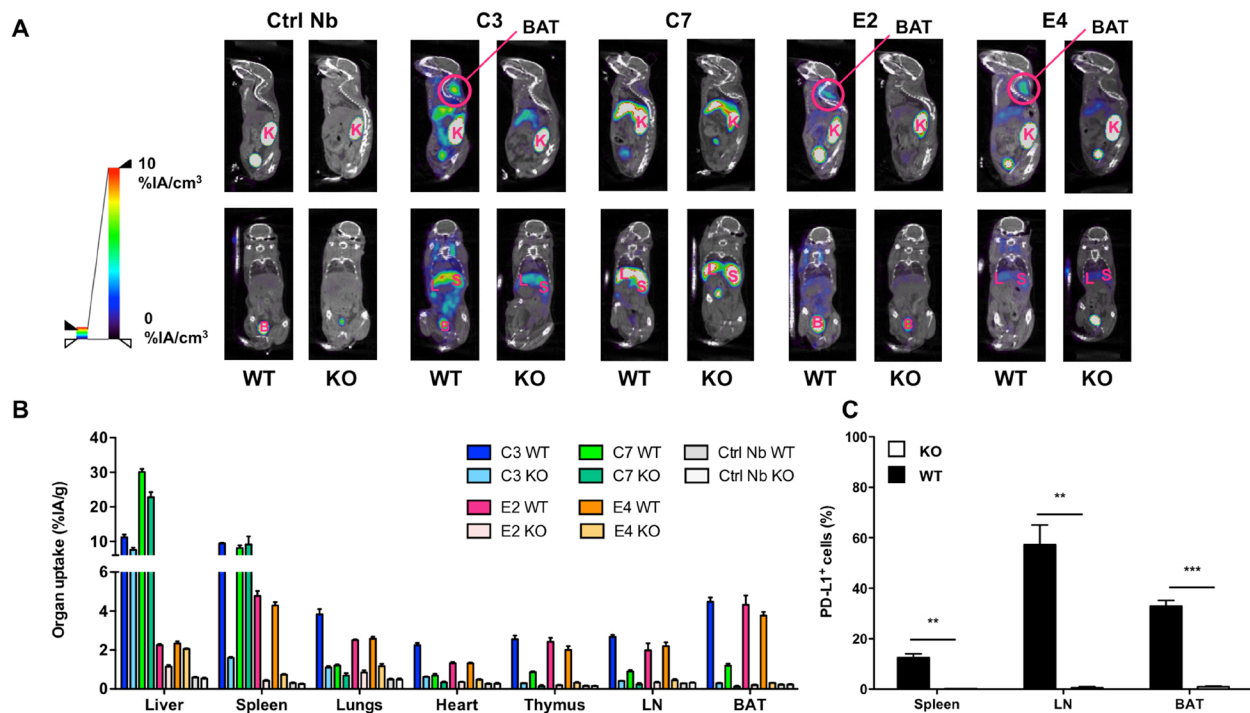 A
Ctrl Nb
C3
BAT
C7
E2
BAT
E4
BAT
K
K
K
K
K
K
K
K
K
K
10
%IA/cm³
0
%IA/cm³
B
L
B
L
S
L
S
L
S
B
B
L
S
L
S
WT
KO
WT
KO
WT
KO
WT
KO
WT
KO
B
Organ uptake (%IA/g)
40
30
20
10
6
4
2
0
C3 WT
C7 WT
Ctrl Nb WT
C3 KO
C7 KO
Ctrl Nb KO
E2 WT
E4 WT
E2 KO
E4 KO
Liver
Spleen
Lungs
Heart
Thymus
LN
BAT
C
PD-L1⁺ cells (%)
100
80
60
40
20
0
KO
WT
**
**
***
Spleen
LN
BAT